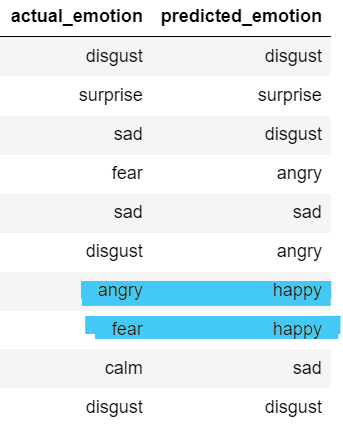 actual_emotion predicted_emotion
disgust disgust
surprise surprise
sad disgust
fear angry
sad sad
disgust angry
angry happy
fear happy
calm sad
disgust disgust